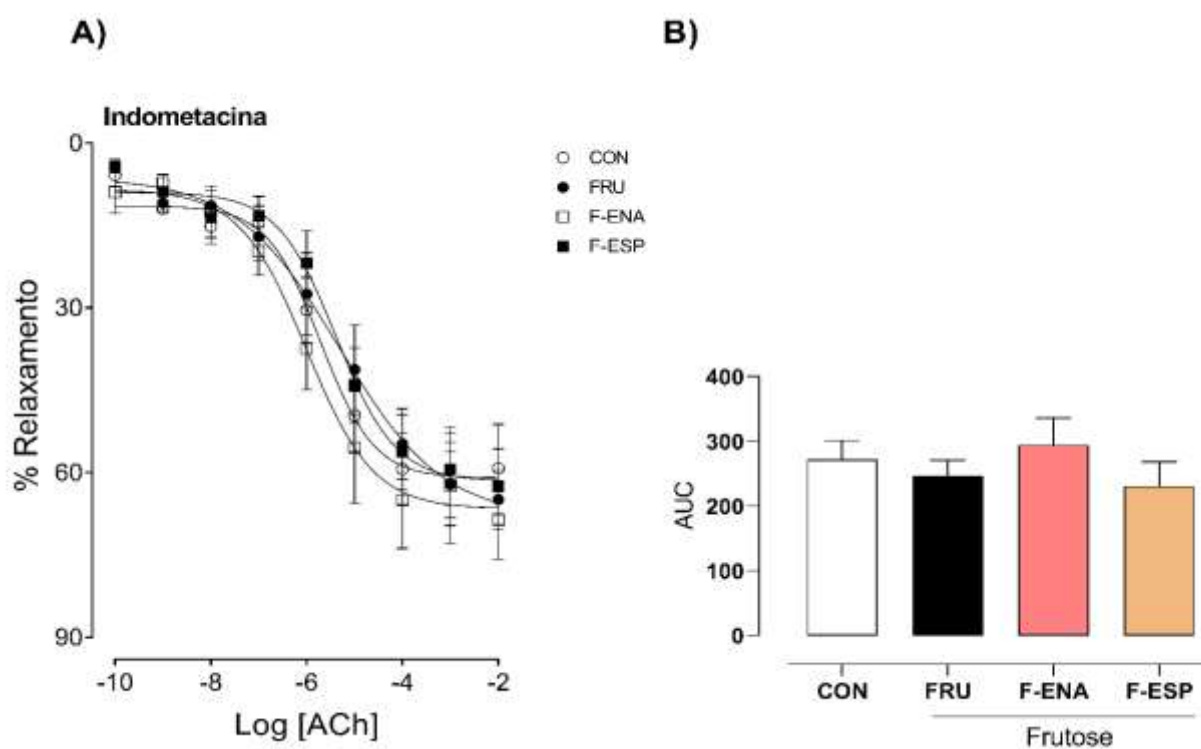 A)
Indometacina
0
30
60
90
% Relaxamento
-10
-8
-6
-4
-2
Log [ACh]
CON
FRU
F-ENA
F-ESP
B)
400
300
200
100
0
AUC
CON
FRU
F-ENA
F-ESP
Frutose